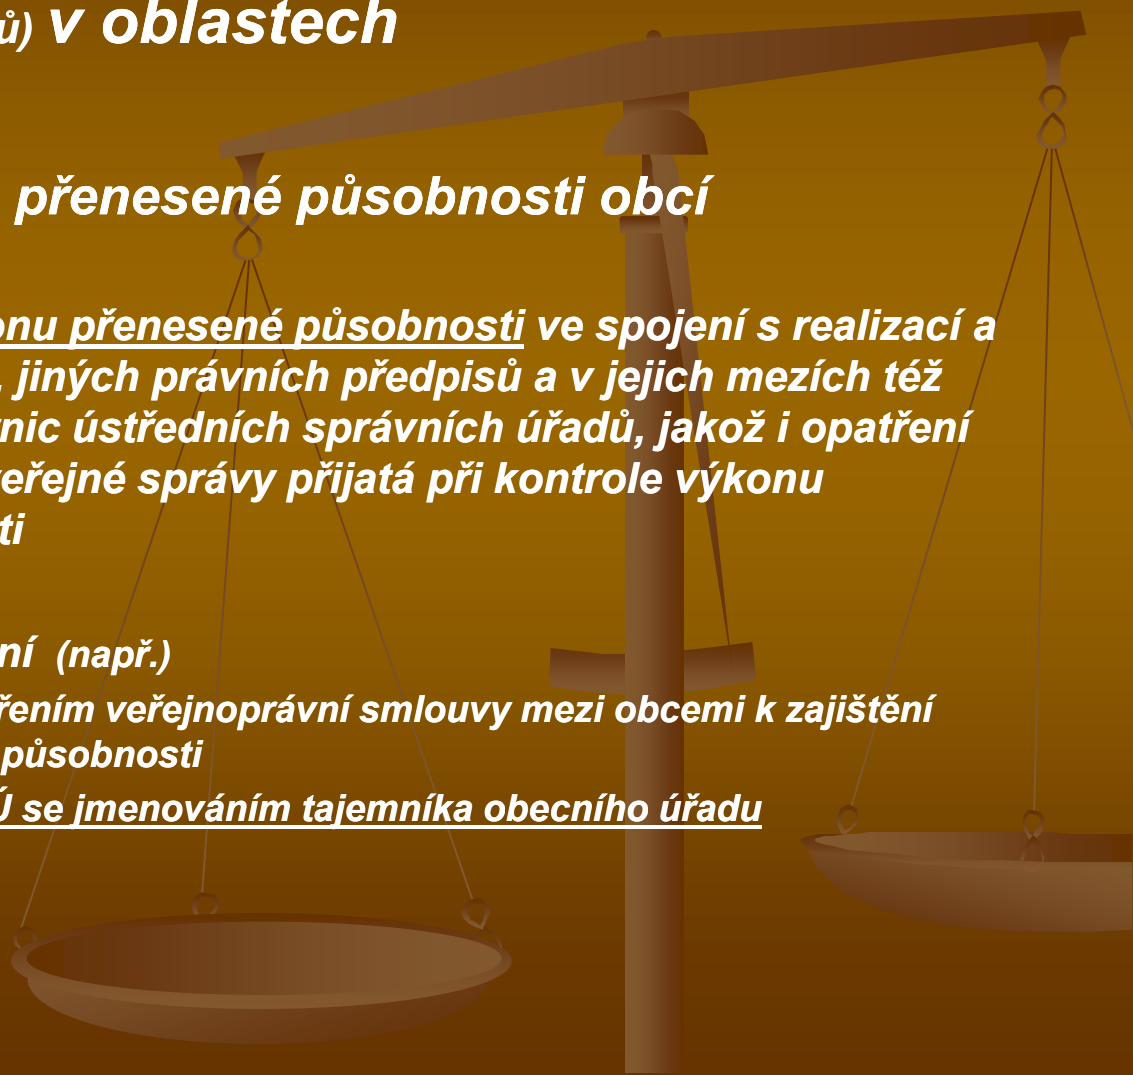 ů) v oblastech
přenesené působnosti obcí
onu přenesené působnosti ve spojení s realizací a
, jiných právních předpisů a v jejich mezích též
nic ústředních správních úřadů, jakož i opatření
veřejné správy přijatá při kontrole výkonu
ti
ní (např.)
řením veřejnoprávní smlouvy mezi obcemi k zajištění
působnosti
Ú se jmenováním tajemníka obecního úřadu